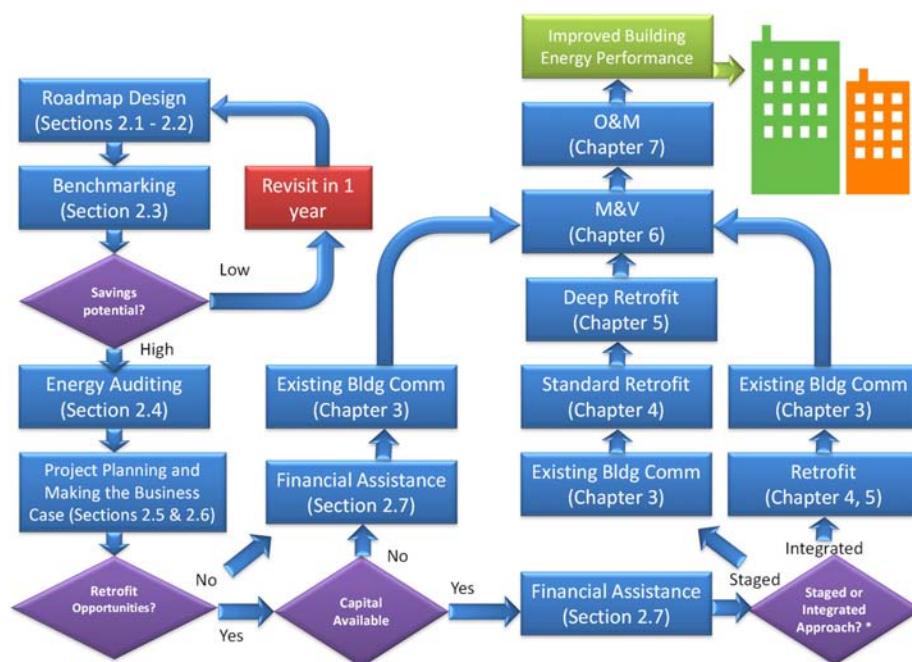 Improved Building
Energy Performance
Roadmap Design
(Sections 2.1 - 2.2)
O&M
(Chapter 7)
Benchmarking
(Section 2.3)
Revisit in 1
year
M&V
(Chapter 6)
Low
Savings
potential?
Deep Retrofit
(Chapter 5)
High
Energy Auditing
(Section 2.4)
Existing Bldg Comm
(Chapter 3)
Standard Retrofit
(Chapter 4)
Existing Bldg Comm
(Chapter 3)
Project Planning and
Making the Business
Case (Sections 2.5 & 2.6)
Financial Assistance
(Section 2.7)
Existing Bldg Comm
(Chapter 3)
Retrofit
(Chapter 4, 5)
No
No
Integrated
Staged
Retrofit
Opportunities?
Yes
Capital
Available
Yes
Financial Assistance
(Section 2.7)
Staged or
Integrated
Approach? *